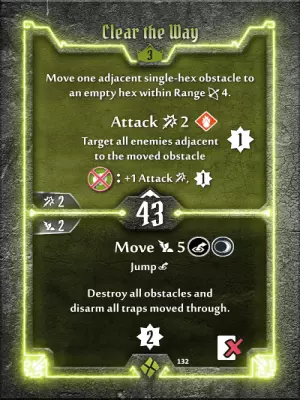 Clear the Way
3
Move one adjacent single-hex obstacle to
an empty hex within Range 4.
Attack 2
Target all enemies adjacent
to the moved obstacle
1
: +1 Attack , 1
2
43
2
Move 5
Jump
Destroy all obstacles and
disarm all traps moved through.
2
132